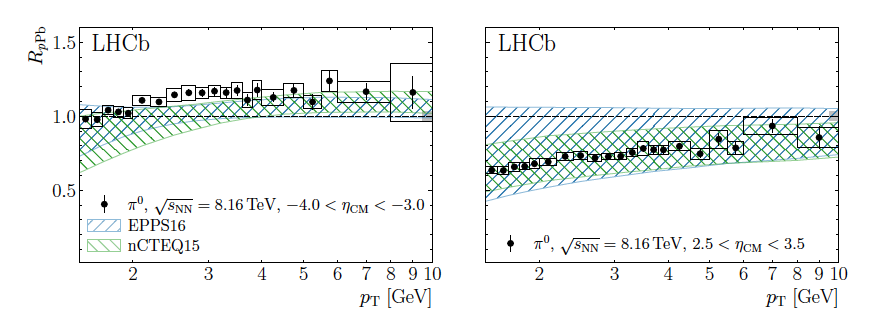 LHCb
LHCb
R_pPb
1.5
1.0
0.5
π⁰, √s_NN = 8.16 TeV, −4.0 < η_CM < −3.0
EPPS16
nCTEQ15
π⁰, √s_NN = 8.16 TeV, 2.5 < η_CM < 3.5
2 3 4 5 6 7 8 9 10
2 3 4 5 6 7 8 9 10
p_T [GeV]
p_T [GeV]